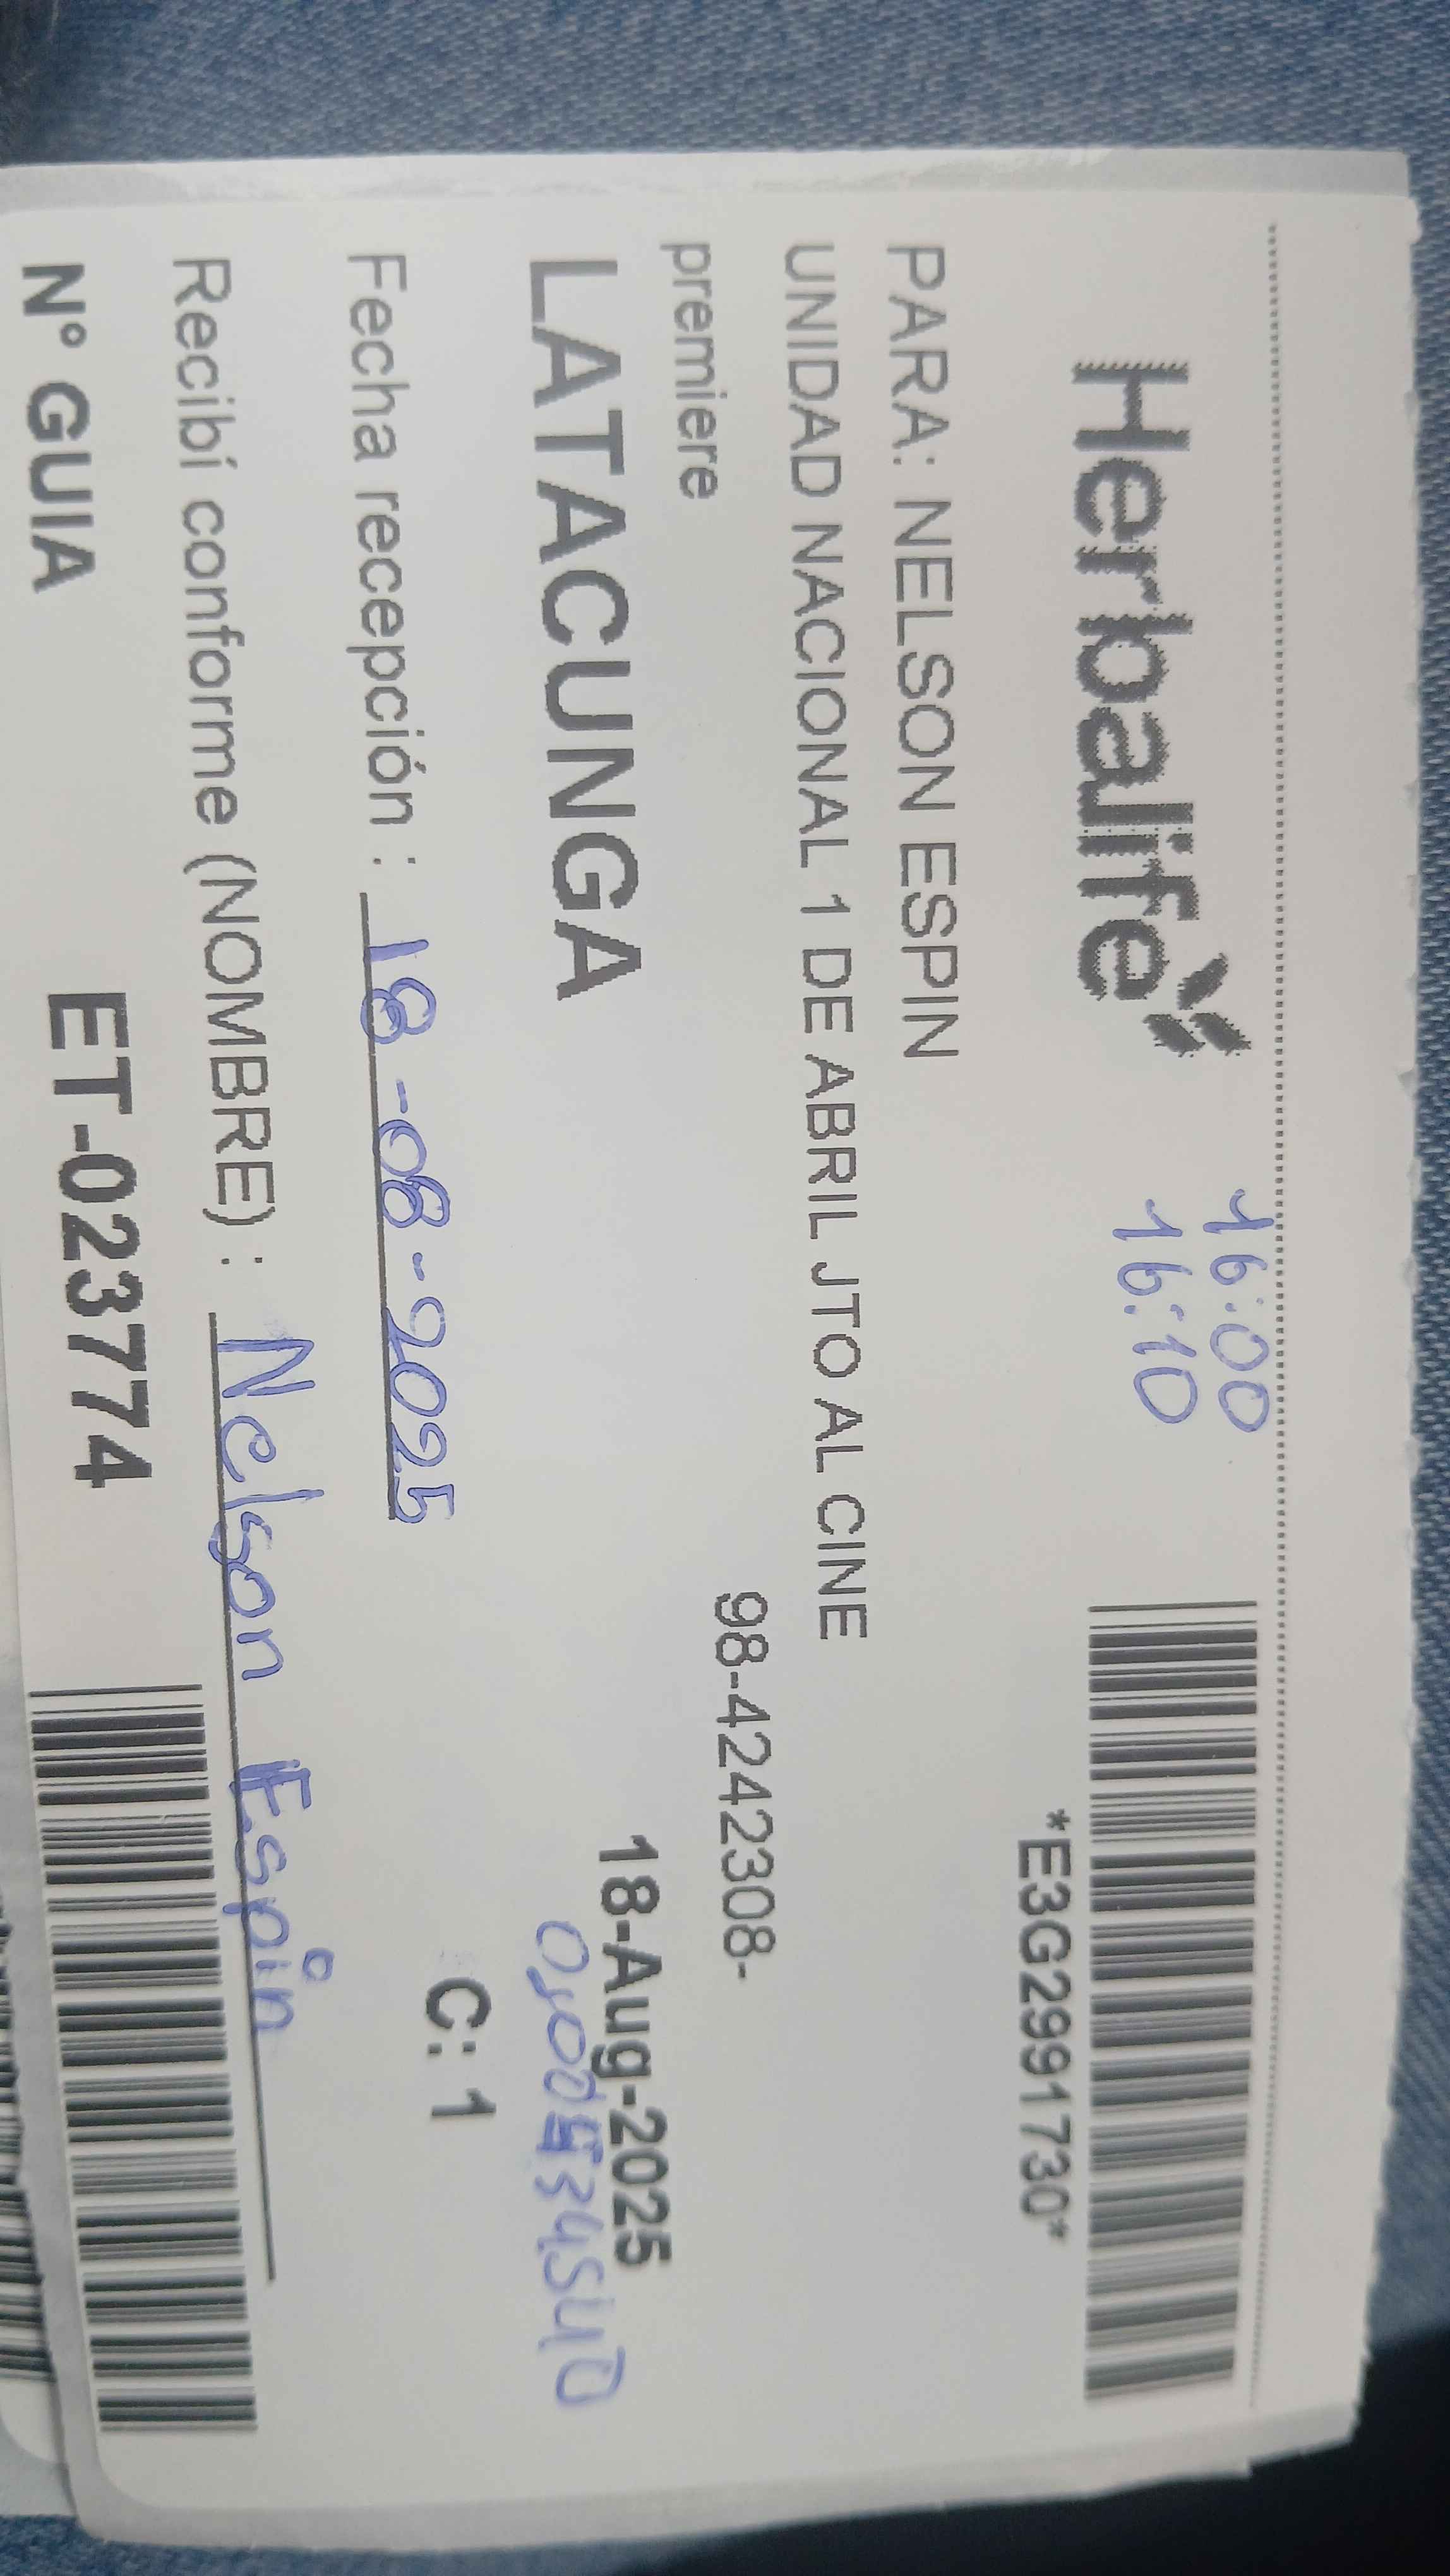 Herbalife
16:00
16:10
*E3G2991730*
PARA: NELSON ESPIN
UNIDAD NACIONAL 1 DE ABRIL JTO AL CINE
premiere
98-4242308-
LATACUNGA
18-Aug-2025
Fecha recepción : 18-08-2025
C: 1
Recibí conforme (NOMBRE) : Nelson Espin
N° GUIA ET-023774